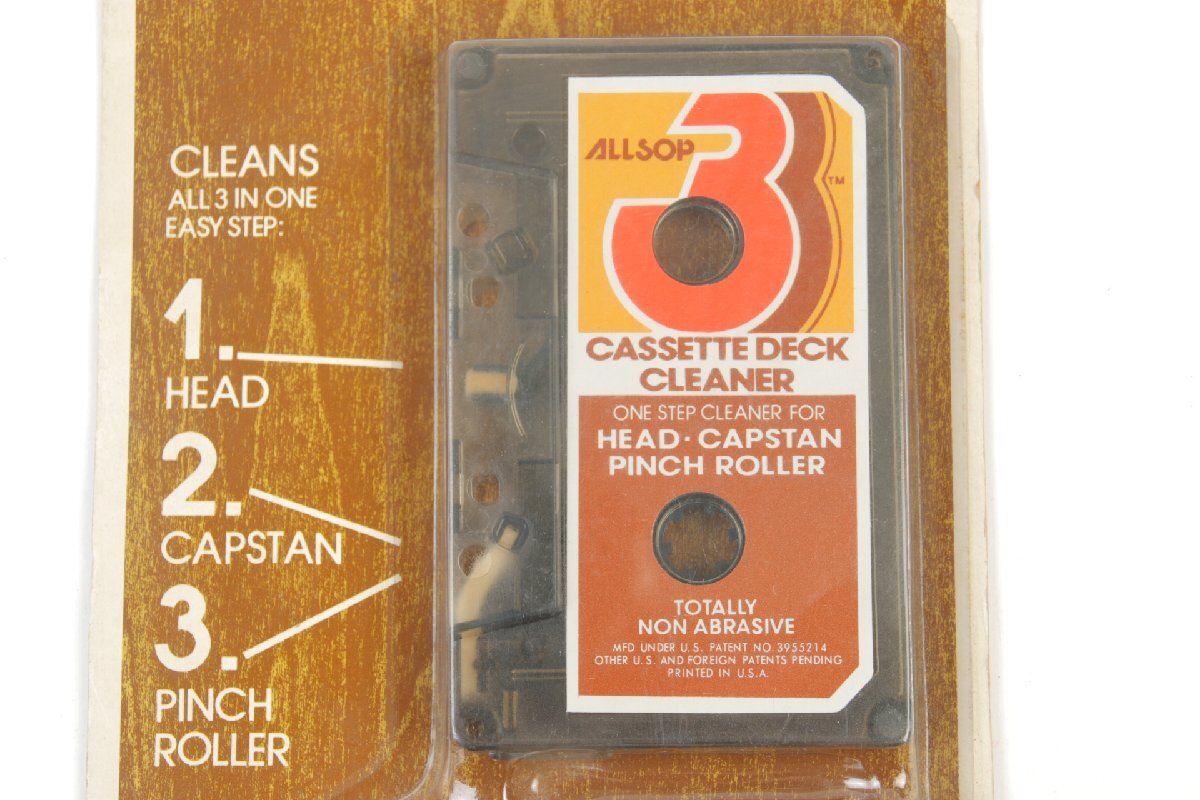 CLEANS
ALL 3 IN ONE
EASY STEP:
1.
HEAD
2.
CAPSTAN
3.
PINCH
ROLLER
ALLSOP 3 TM
CASSETTE DECK
CLEANER
ONE STEP CLEANER FOR
HEAD · CAPSTAN
PINCH ROLLER
TOTALLY
NON ABRASIVE
MFD UNDER U.S. PATENT NO. 3955214
OTHER U.S. AND FOREIGN PATENTS PENDING
PRINTED IN U.S.A.